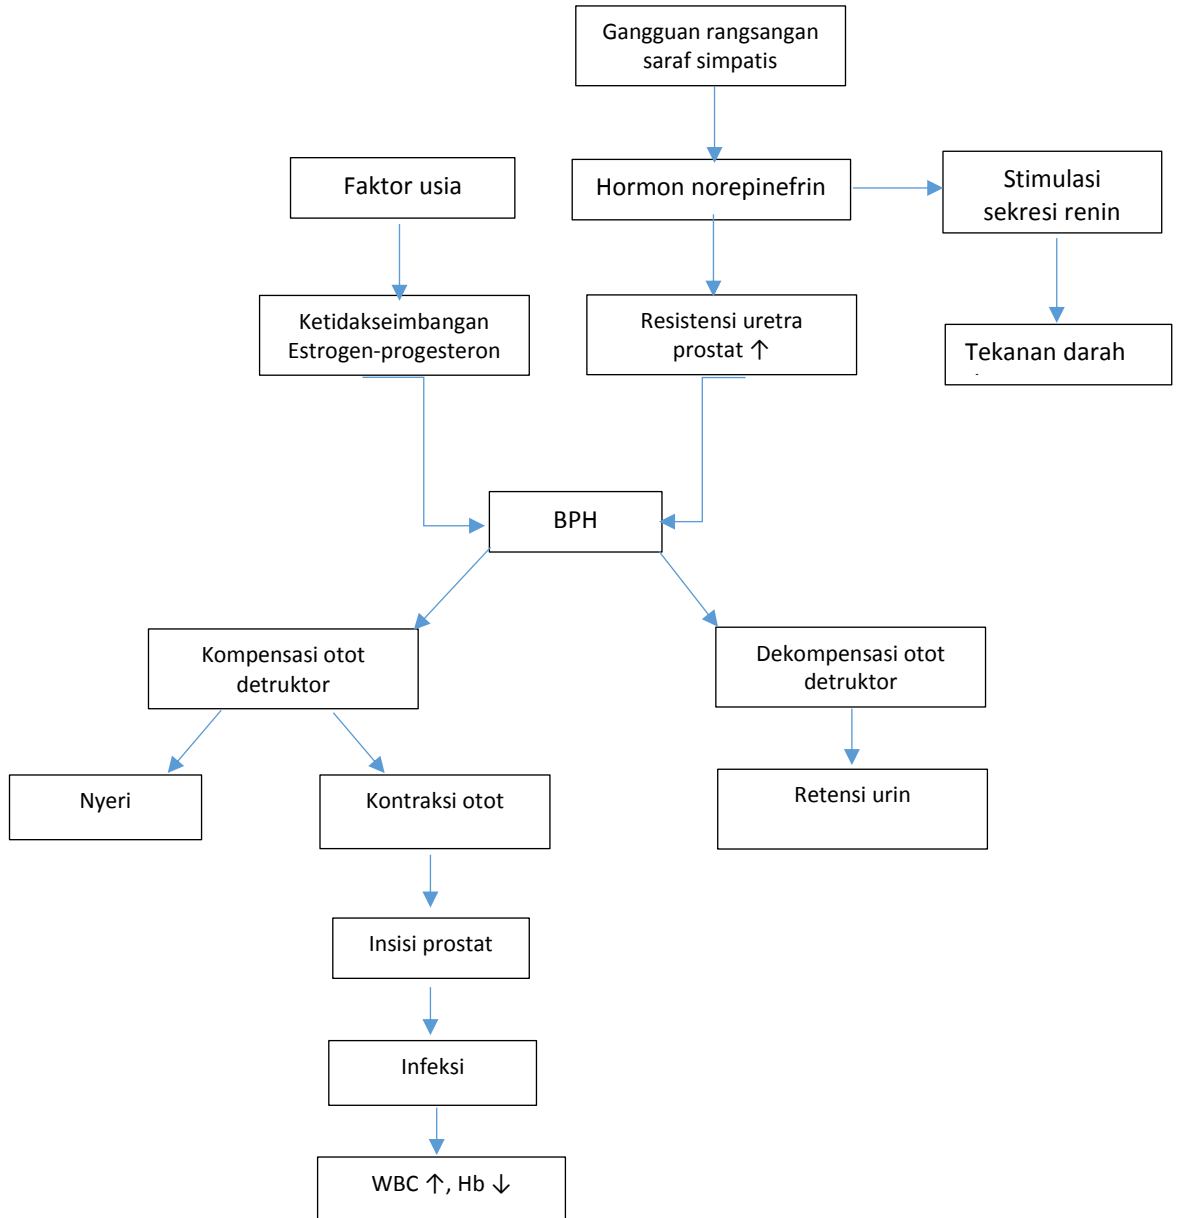 Gangguan rangsangan
saraf simpatis
Faktor usia
Hormon norepinefrin
Stimulasi
sekresi renin
Ketidakseimbangan
Estrogen-progesteron
Resistensi uretra
prostat ↑
Tekanan darah
BPH
Kompensasi otot
detruktor
Dekompensasi otot
detruktor
Nyeri
Kontraksi otot
Retensi urin
Insisi prostat
Infeksi
WBC ↑, Hb ↓